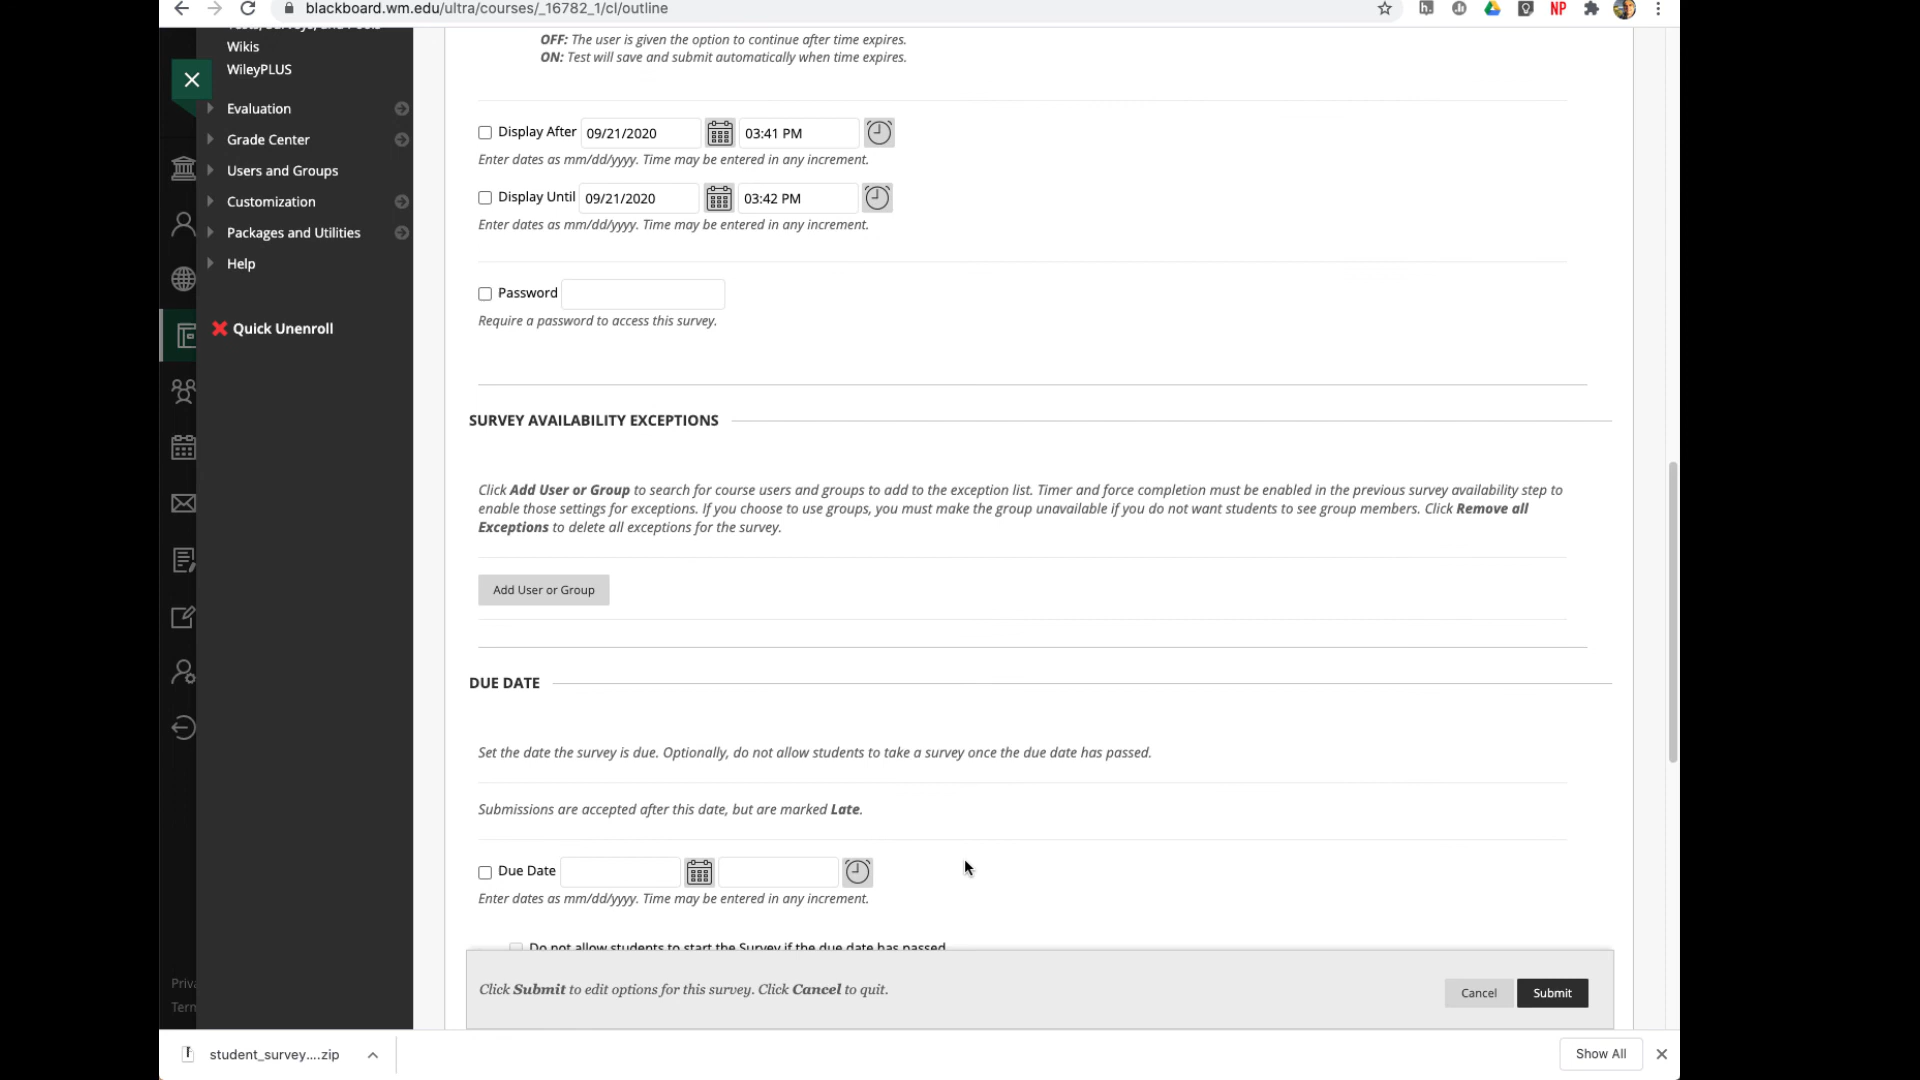 blackboard.wm.edu/ultra/courses/_16782_1/cl/outline
NP
Tests, Surveys, and Pools
Wikis
WileyPLUS
Evaluation
Grade Center
Users and Groups
Customization
Packages and Utilities
Help
Quick Unenroll
Priva
Term
OFF: The user is given the option to continue after time expires.
ON: Test will save and submit automatically when time expires.
Display After 09/21/2020 03:41 PM
Enter dates as mm/dd/yyyy. Time may be entered in any increment.
Display Until 09/21/2020 03:42 PM
Enter dates as mm/dd/yyyy. Time may be entered in any increment.
Password
Require a password to access this survey.
SURVEY AVAILABILITY EXCEPTIONS
Click Add User or Group to search for course users and groups to add to the exception list. Timer and force completion must be enabled in the previous survey availability step to
enable those settings for exceptions. If you choose to use groups, you must make the group unavailable if you do not want students to see group members. Click Remove all
Exceptions to delete all exceptions for the survey.
Add User or Group
DUE DATE
Set the date the survey is due. Optionally, do not allow students to take a survey once the due date has passed.
Submissions are accepted after this date, but are marked Late.
Due Date
Enter dates as mm/dd/yyyy. Time may be entered in any increment.
Do not allow students to start the Survey if the due date has passed.
Click Submit to edit options for this survey. Click Cancel to quit.
Cancel
Submit
student_survey....zip
Show All